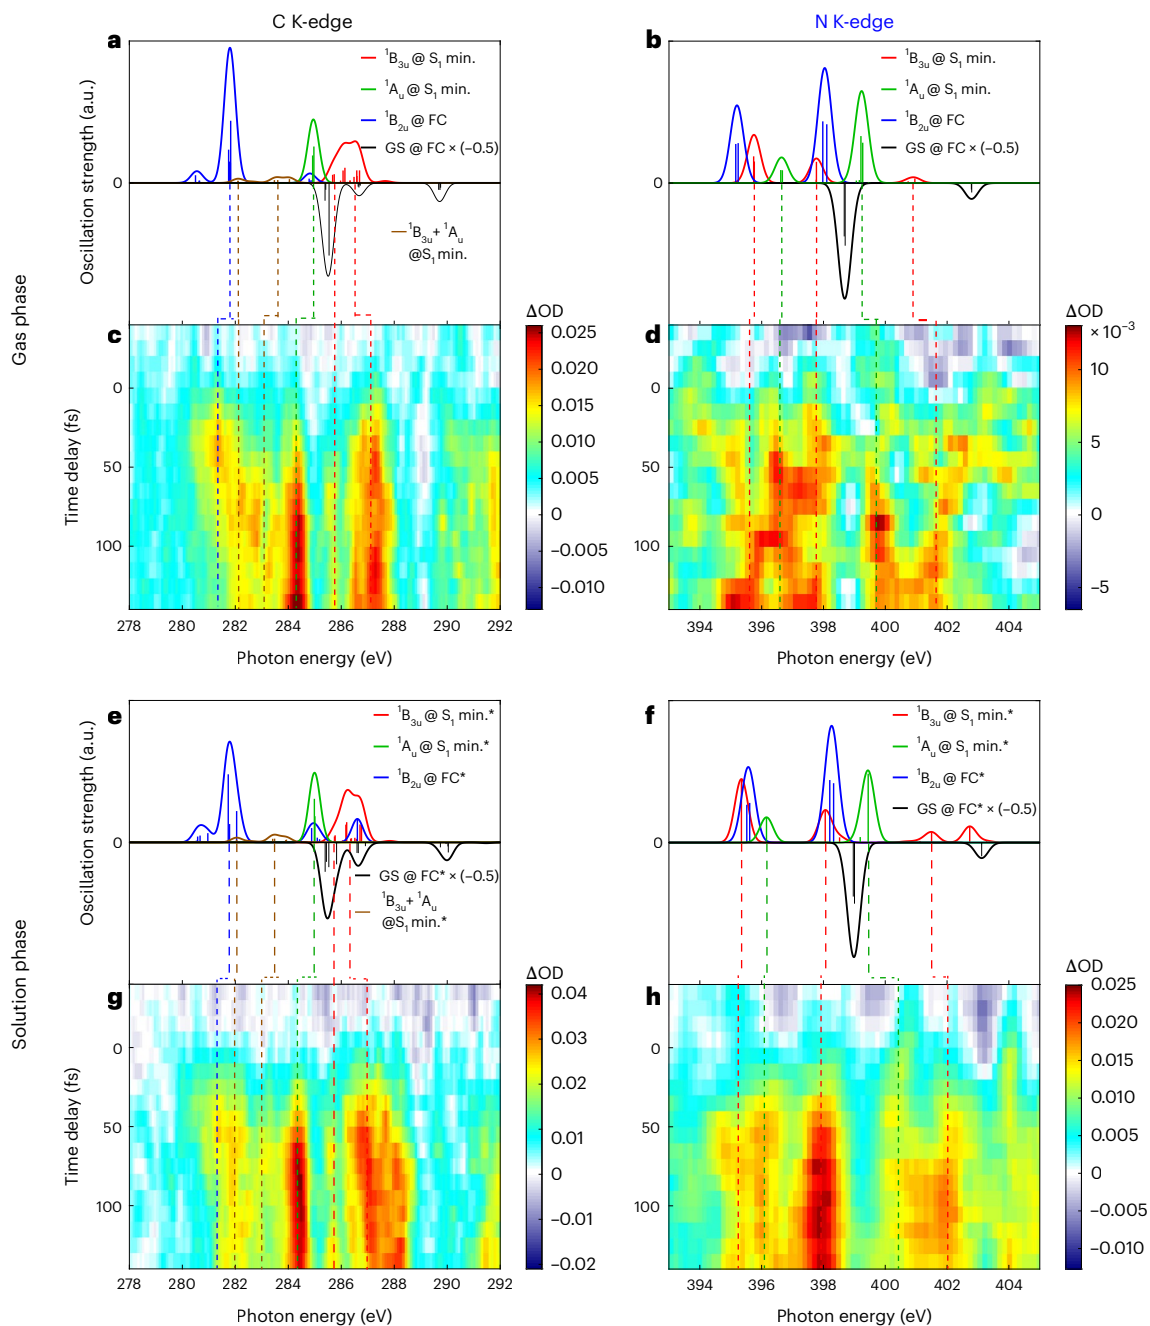 C K-edge
N K-edge
Gas phase
a
Oscillation strength (a.u.)
0
¹B₃ᵤ @ S₁ min.
¹Aᵤ @ S₁ min.
¹B₂ᵤ @ FC
GS @ FC × (−0.5)
¹B₃ᵤ+ ¹Aᵤ
@S₁ min.
b
0
¹B₃ᵤ @ S₁ min.
¹Aᵤ @ S₁ min.
¹B₂ᵤ@ FC
GS @ FC × (−0.5)
c
Time delay (fs)
0
50
100
278 280 282 284 286 288 290 292
Photon energy (eV)
ΔOD
0.025
0.020
0.015
0.010
0.005
0
−0.005
−0.010
d
0
50
100
394 396 398 400 402 404
Photon energy (eV)
ΔOD
× 10⁻³
10
5
0
−5
Solution phase
e
Oscillation strength (a.u.)
0
¹B₃ᵤ @ S₁ min.*
¹Aᵤ @ S₁ min.*
¹B₂ᵤ @ FC*
GS @ FC* × (−0.5)
¹B₃ᵤ+ ¹Aᵤ
@S₁ min.*
f
0
¹B₃ᵤ @ S₁ min.*
¹Aᵤ @ S₁ min.*
¹B₂ᵤ @ FC*
GS @ FC* × (−0.5)
g
Time delay (fs)
0
50
100
278 280 282 284 286 288 290 292
Photon energy (eV)
ΔOD
0.04
0.03
0.02
0.01
0
−0.01
−0.02
h
0
50
100
394 396 398 400 402 404
Photon energy (eV)
ΔOD
0.025
0.020
0.015
0.010
0.005
0
−0.005
−0.010